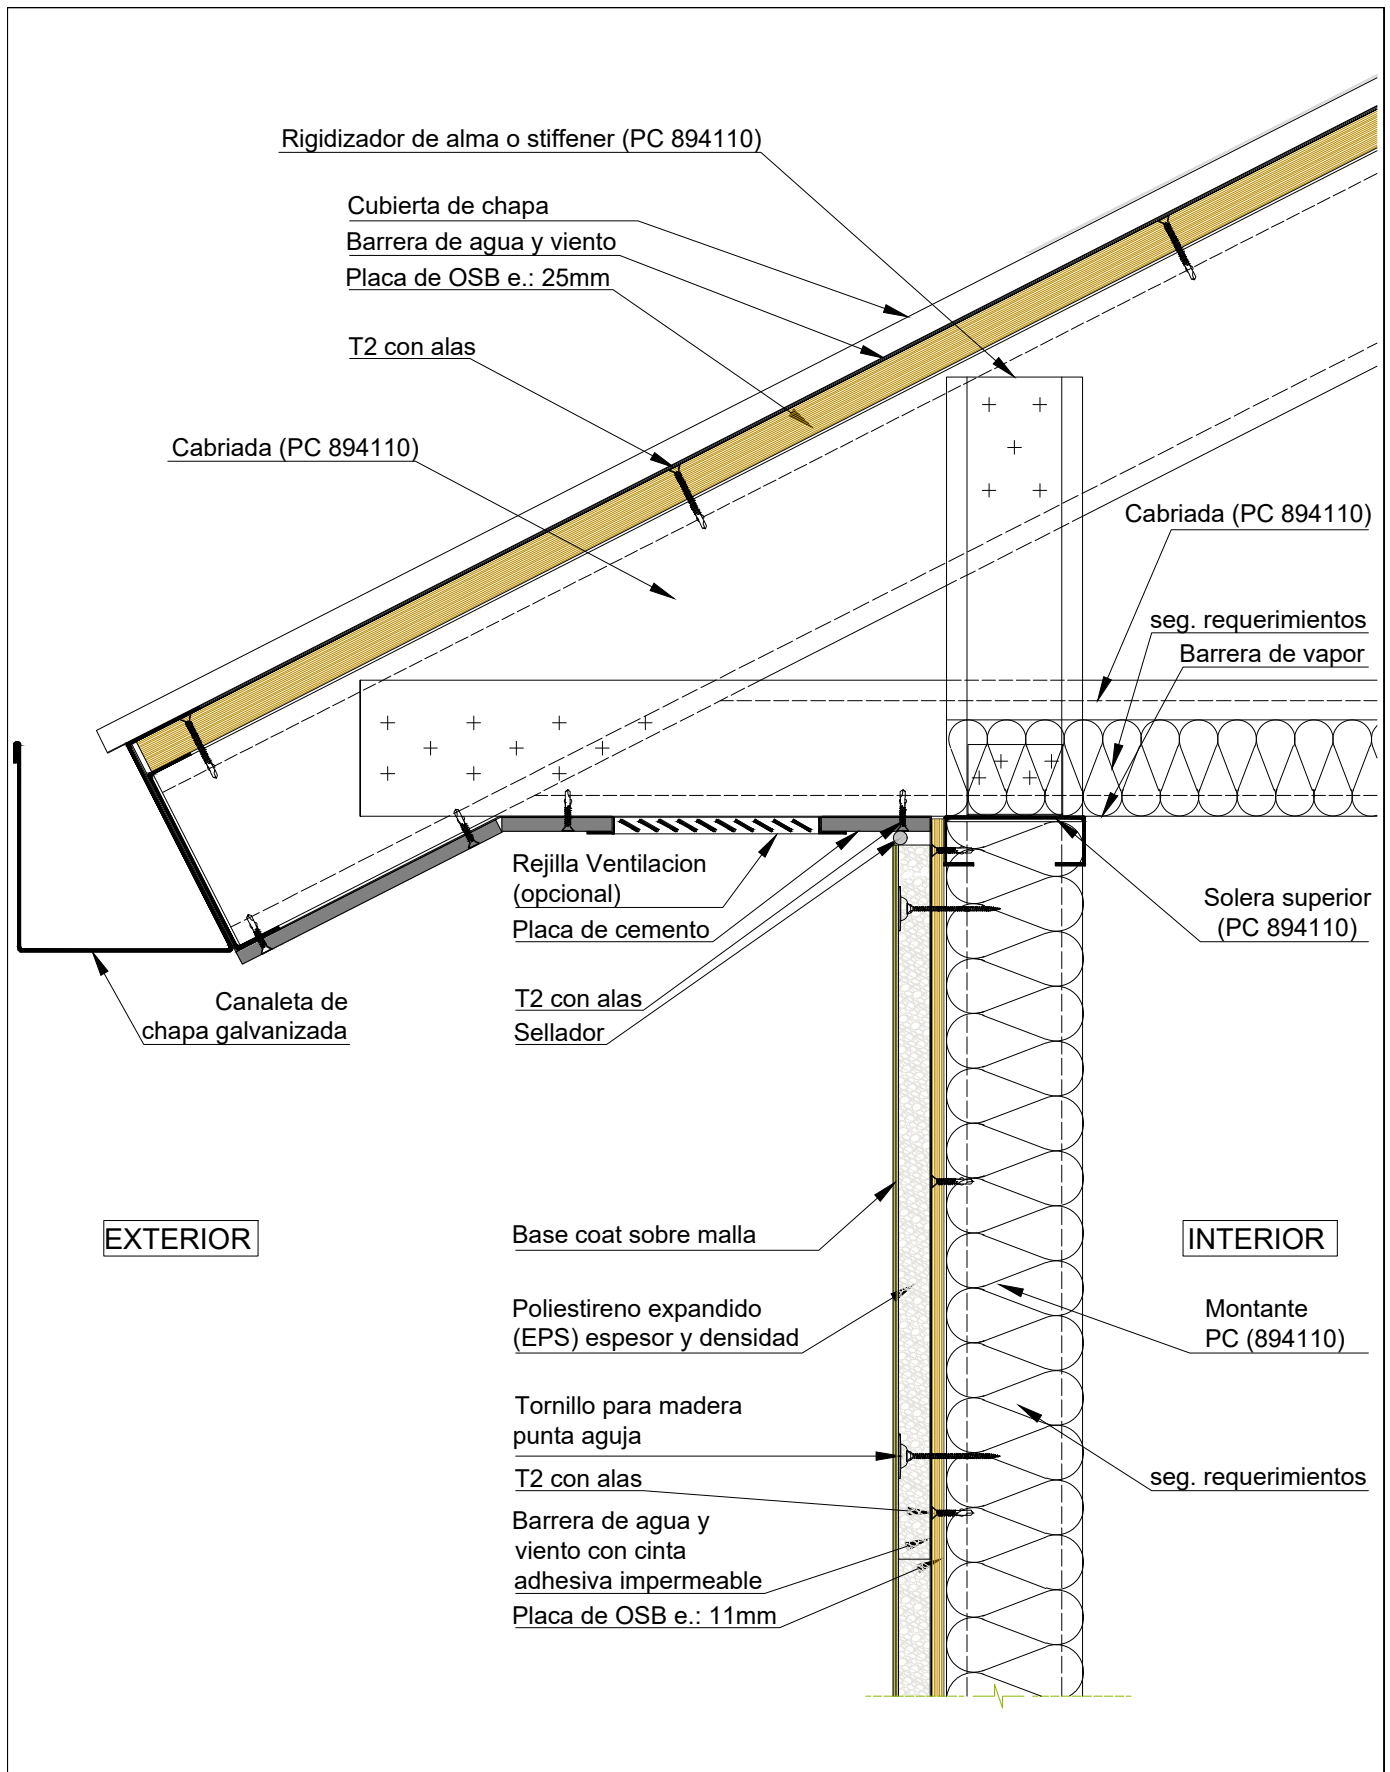 Rigidizador de alma o stiffener (PC 894110)
Cubierta de chapa
Barrera de agua y viento
Placa de OSB e.: 25mm
T2 con alas
Cabriada (PC 894110)
Cabriada (PC 894110)
seg. requerimientos
Barrera de vapor
Rejilla Ventilacion
(opcional)
Placa de cemento
Solera superior
(PC 894110)
T2 con alas
Sellador
Canaleta de
chapa galvanizada
EXTERIOR
Base coat sobre malla
INTERIOR
Poliestireno expandido
(EPS) espesor y densidad
Montante
PC (894110)
Tornillo para madera
punta aguja
T2 con alas
seg. requerimientos
Barrera de agua y
viento con cinta
adhesiva impermeable
Placa de OSB e.: 11mm